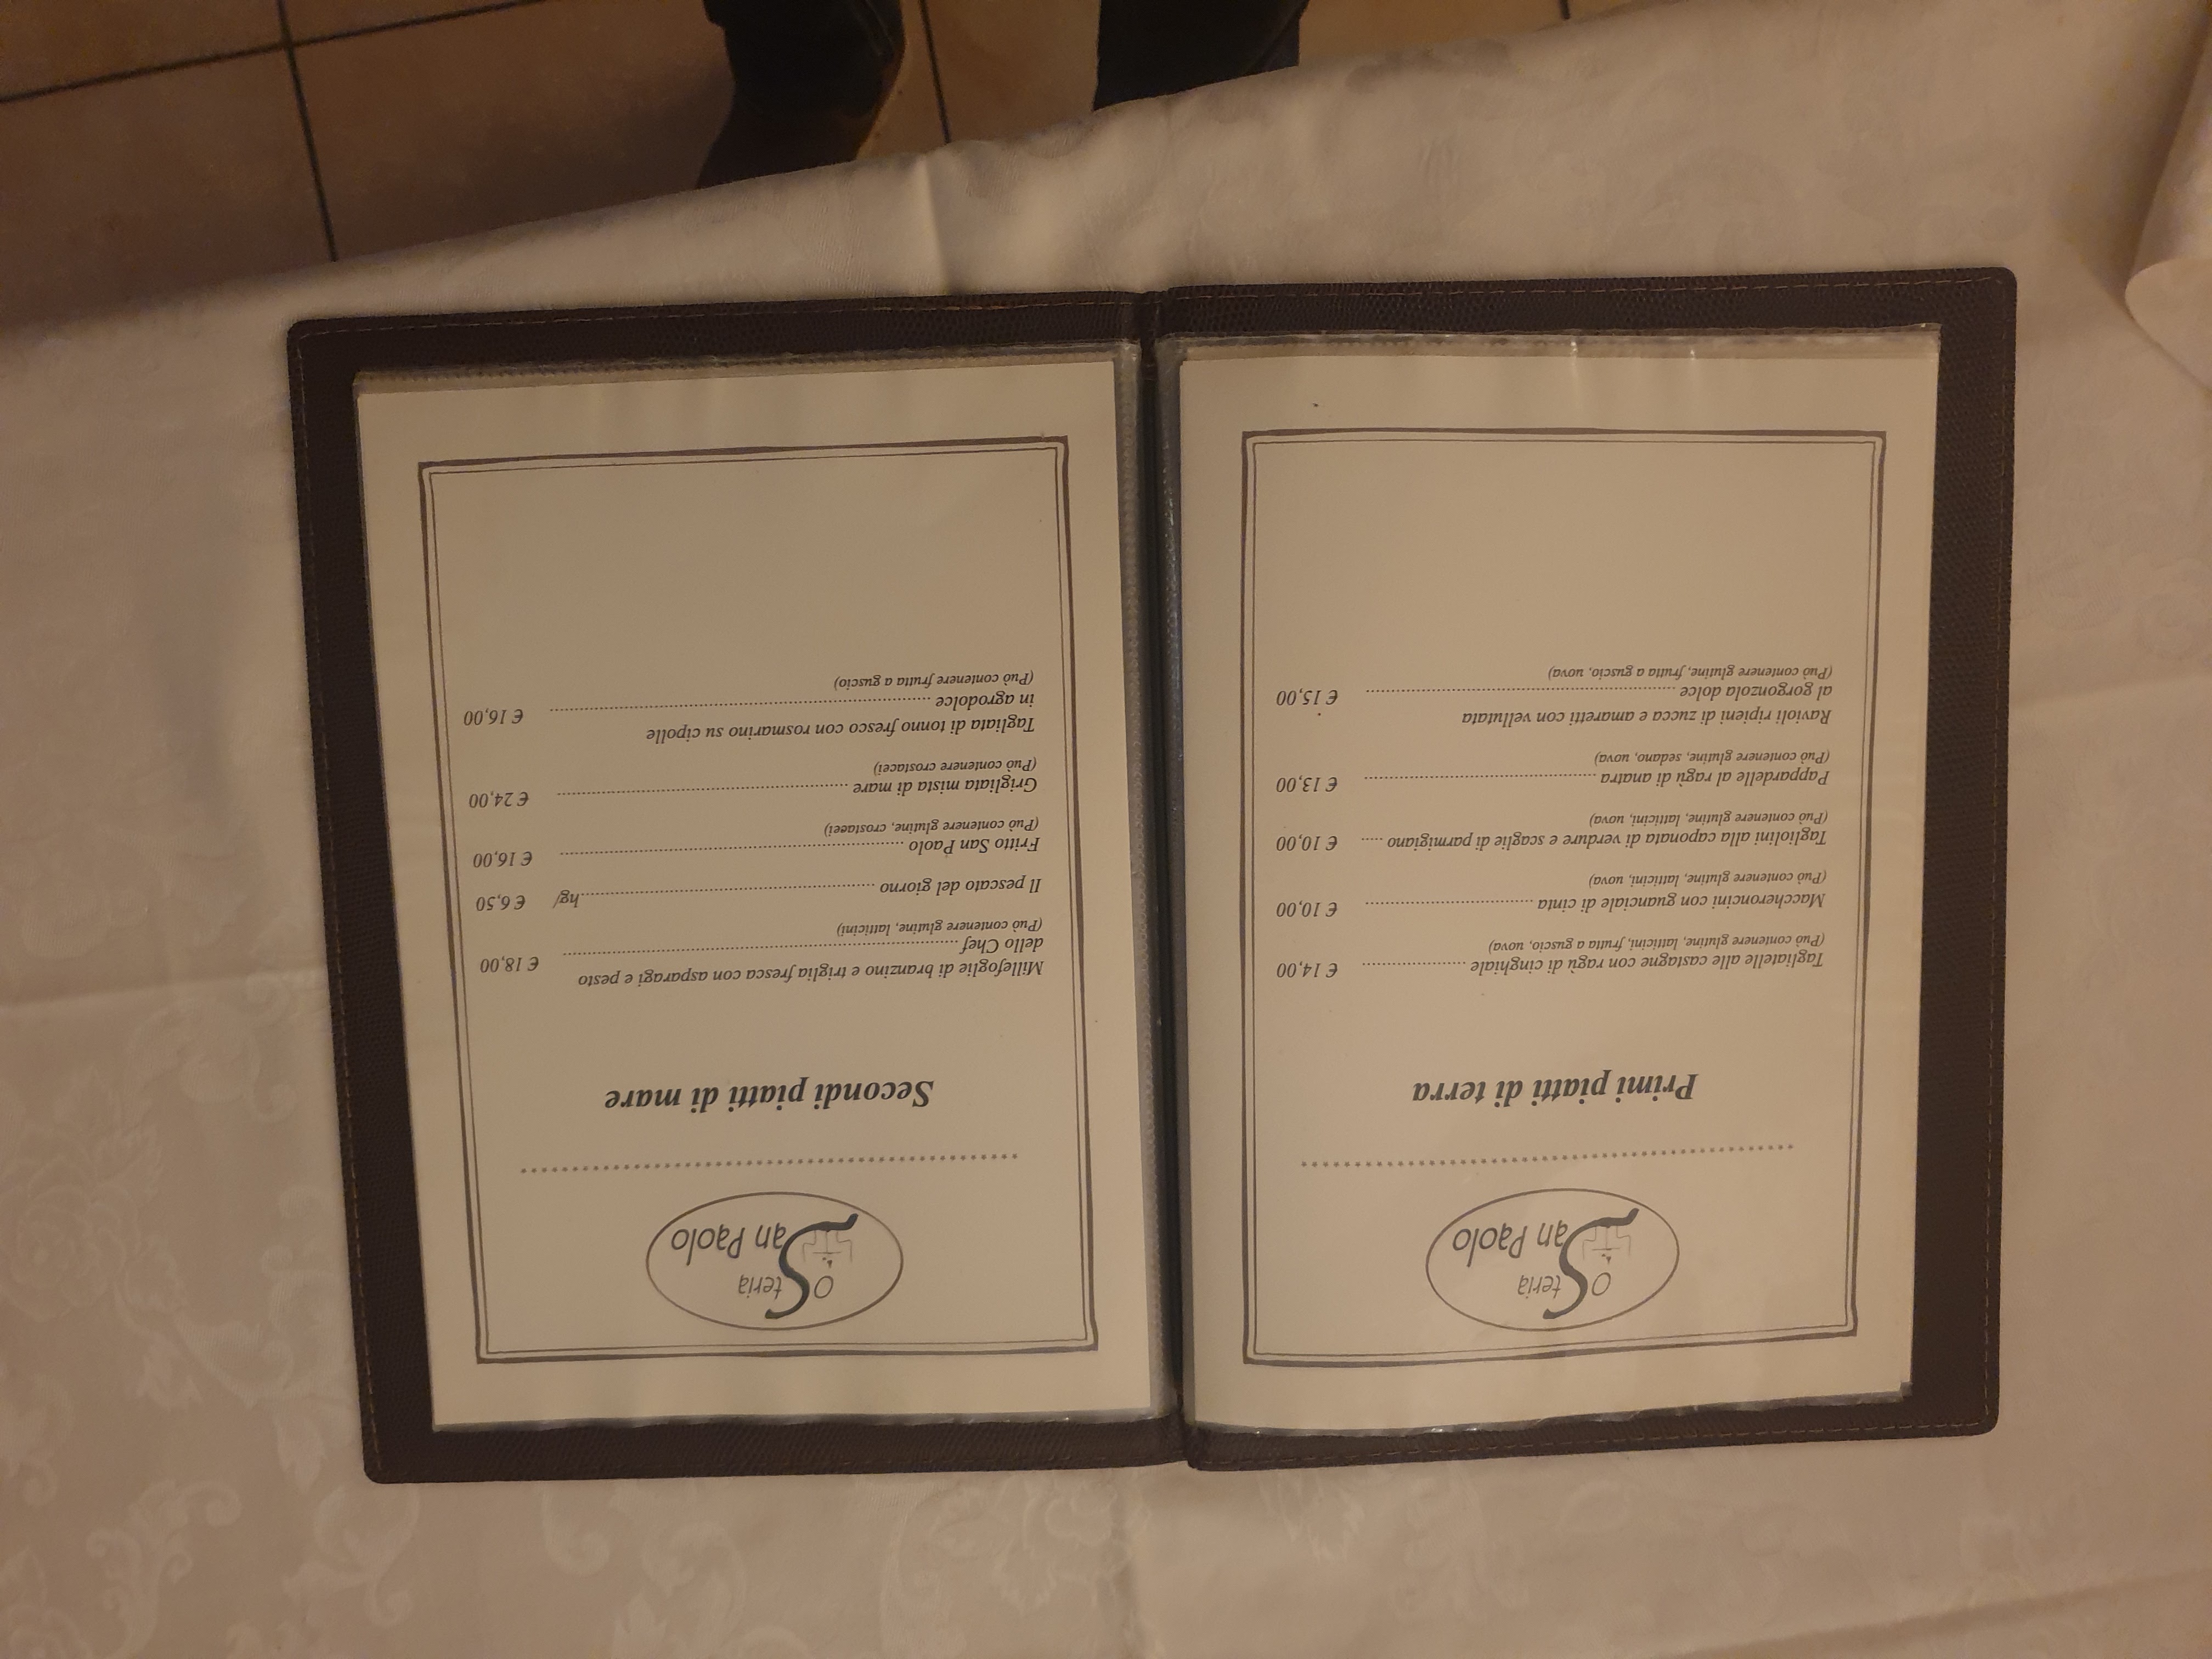 Osteria
San Paolo
Primi piatti di terra
Tagliatelle alle castagne con ragù di cinghiale .................... € 14,00
(Può contenere glutine, latticini, frutta a guscio, uova)
Maccheroncini con guanciale di cinta .................... € 10,00
(Può contenere glutine, latticini, uova)
Tagliolini alla caponata di verdure e scaglie di parmigiano ..... € 10,00
(Può contenere glutine, latticini, uova)
Pappardelle al ragù di anatra .................... € 13,00
(Può contenere glutine, sedano, uova)
Ravioli ripieni di zucca e amaretti con vellutata
al gorgonzola dolce .................... € 15,00
(Può contenere glutine, frutta a guscio, uova)
Osteria
San Paolo
Secondi piatti di mare
Millefoglie di branzino e triglia fresca con asparagi e pesto
dello Chef .................... € 18,00
(Può contenere glutine, latticini)
Il pescato del giorno ....................hg/ € 6,50
Fritto San Paolo .................... € 16,00
(Può contenere glutine, crostacei)
Grigliata mista di mare .................... € 24,00
(Può contenere crostacei)
Tagliata di tonno fresco con rosmarino su cipolle
in agrodolce .................... € 16,00
(Può contenere frutta a guscio)